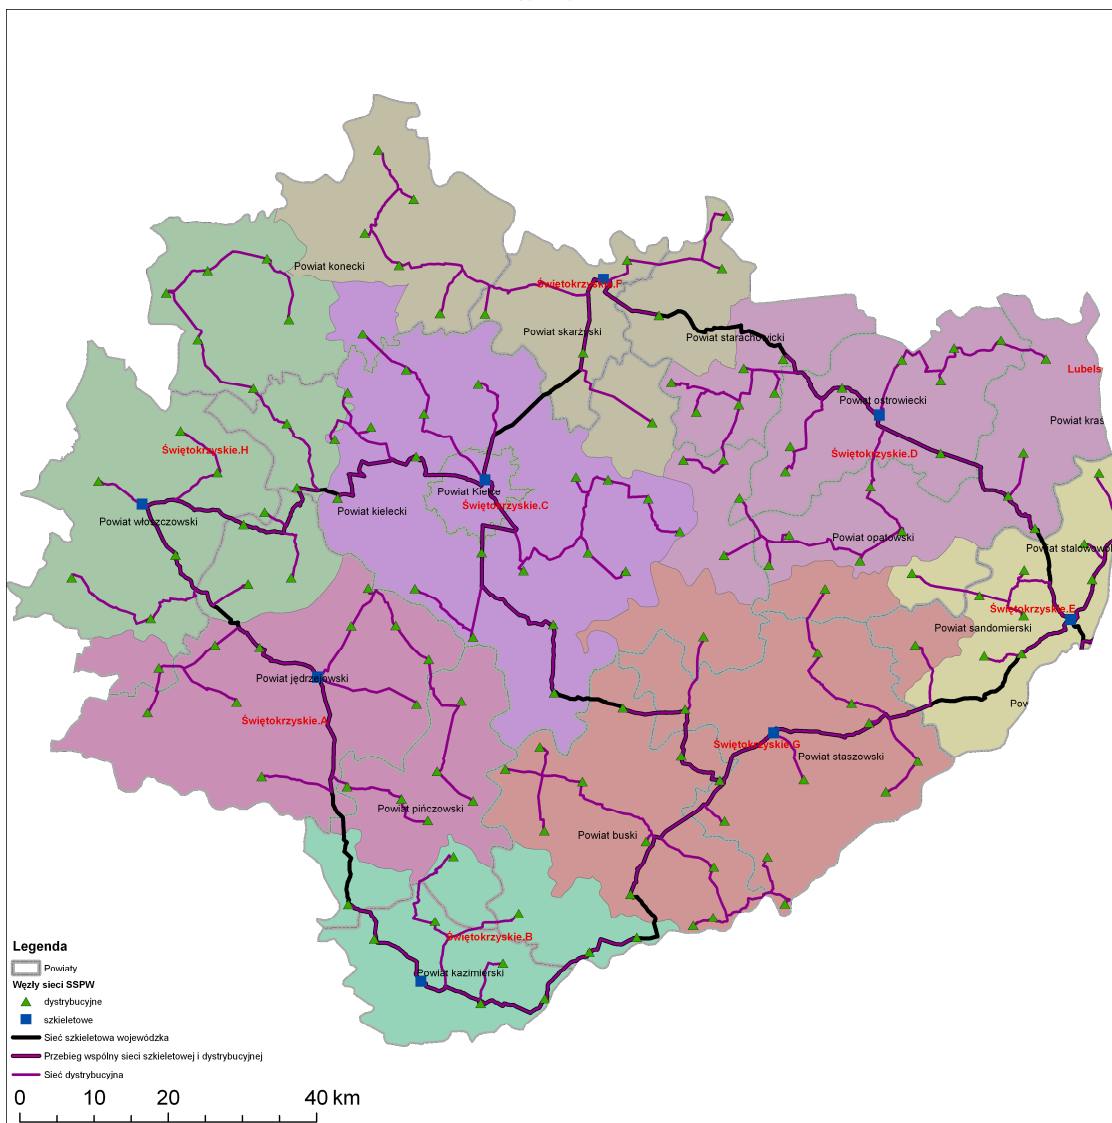 Powiat konecki
Świętokrzyskie.F
Powiat skarżyski
Powiat starachowicki
Lubels
Powiat ostrowiecki
Powiat kraś
Świętokrzyskie.H
Świętokrzyskie.D
Powiat Kielce
Świętokrzyskie.C
Powiat kielecki
Powiat włoszczowski
Powiat opatowski
Powiat stalowowol
Świętokrzyskie.E
Powiat sandomierski
Powiat jędrzejowski
Pow
Świętokrzyskie.A
Świętokrzyskie.G
Powiat staszowski
Powiat pińczowski
Powiat buski
Świętokrzyskie.B
Powiat kazimierski
Legenda
Powiaty
Węzły sieci SSPW
dystrybucyjne
szkieletowe
Sieć szkieletowa wojewódzka
Przebieg wspólny sieci szkieletowej i dystrybucyjnej
Sieć dystrybucyjna
0 10 20 40 km